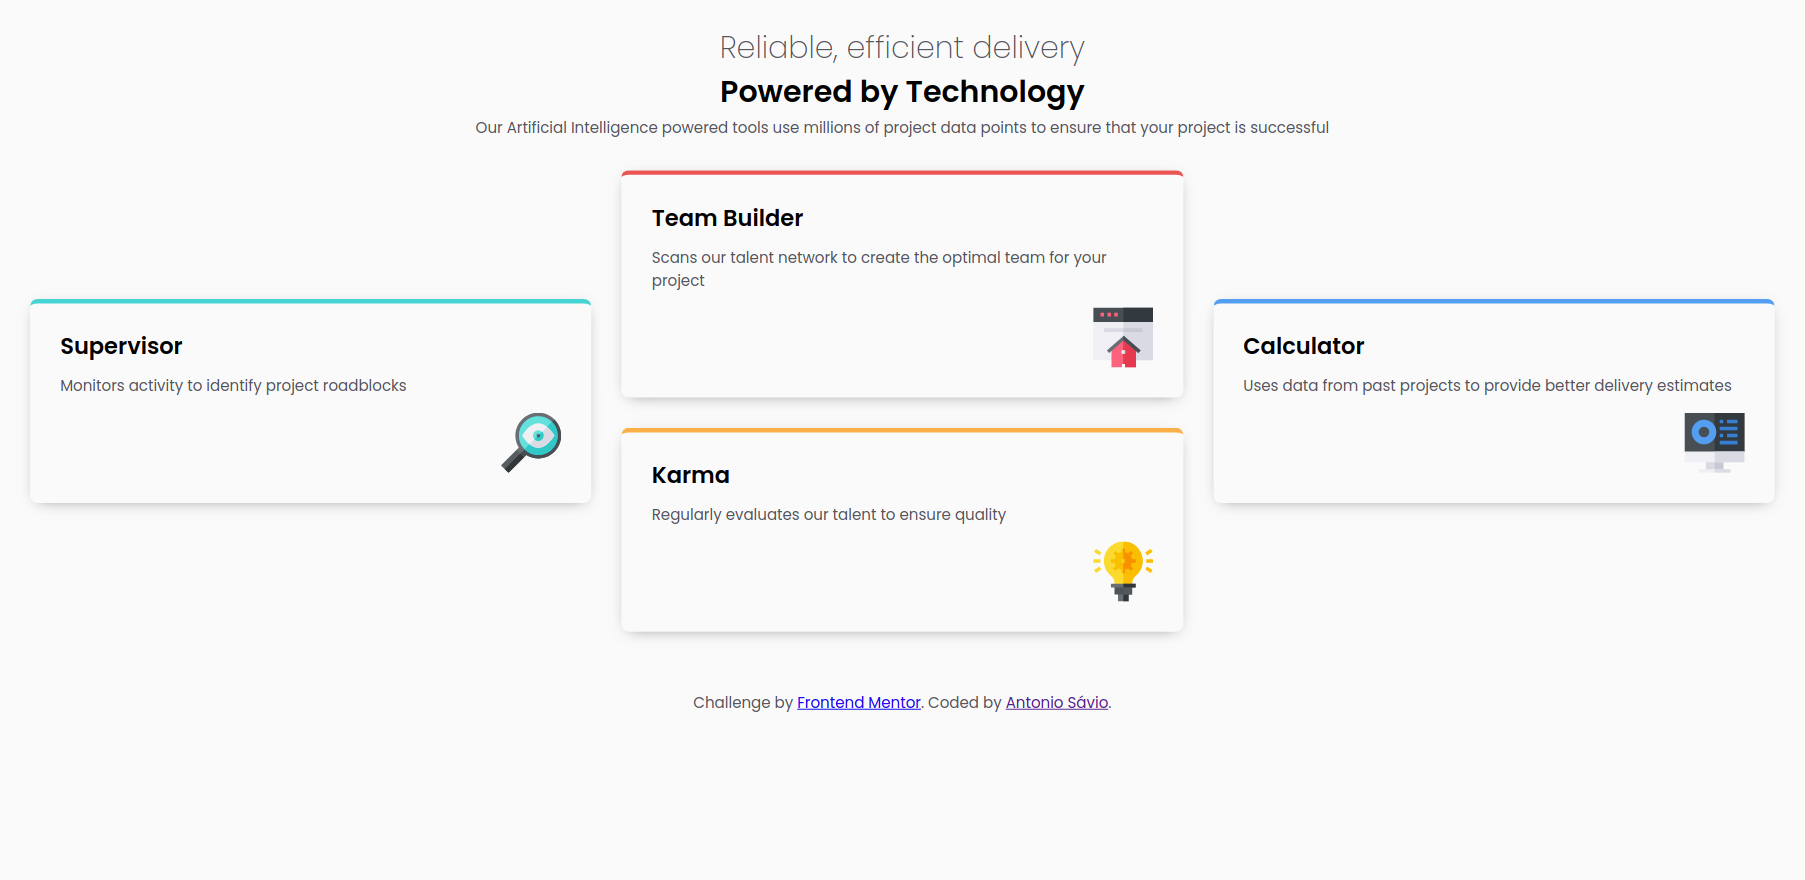 Reliable, efficient delivery
Powered by Technology
Our Artificial Intelligence powered tools use millions of project data points to ensure that your project is successful
Supervisor
Monitors activity to identify project roadblocks
Team Builder
Scans our talent network to create the optimal team for your
project
Karma
Regularly evaluates our talent to ensure quality
Calculator
Uses data from past projects to provide better delivery estimates
Challenge by Frontend Mentor. Coded by Antonio Sávio.